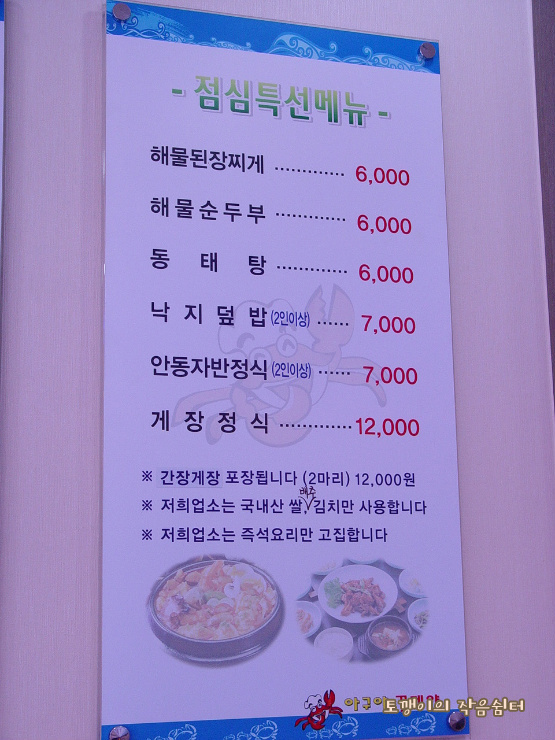 - 점심특선메뉴 -
해물된장찌게 ············· 6,000
해물순두부 ············· 6,000
동태탕 ············· 6,000
낙지덮밥(2인이상) ······ 7,000
안동자반정식(2인이상) ······ 7,000
게장정식 ············· 12,000
※ 간장게장 포장됩니다 (2마리) 12,000원
※ 저희업소는 국내산 쌀, 배추 김치만 사용합니다
※ 저희업소는 즉석요리만 고집합니다
토깽이의 작음쉼터